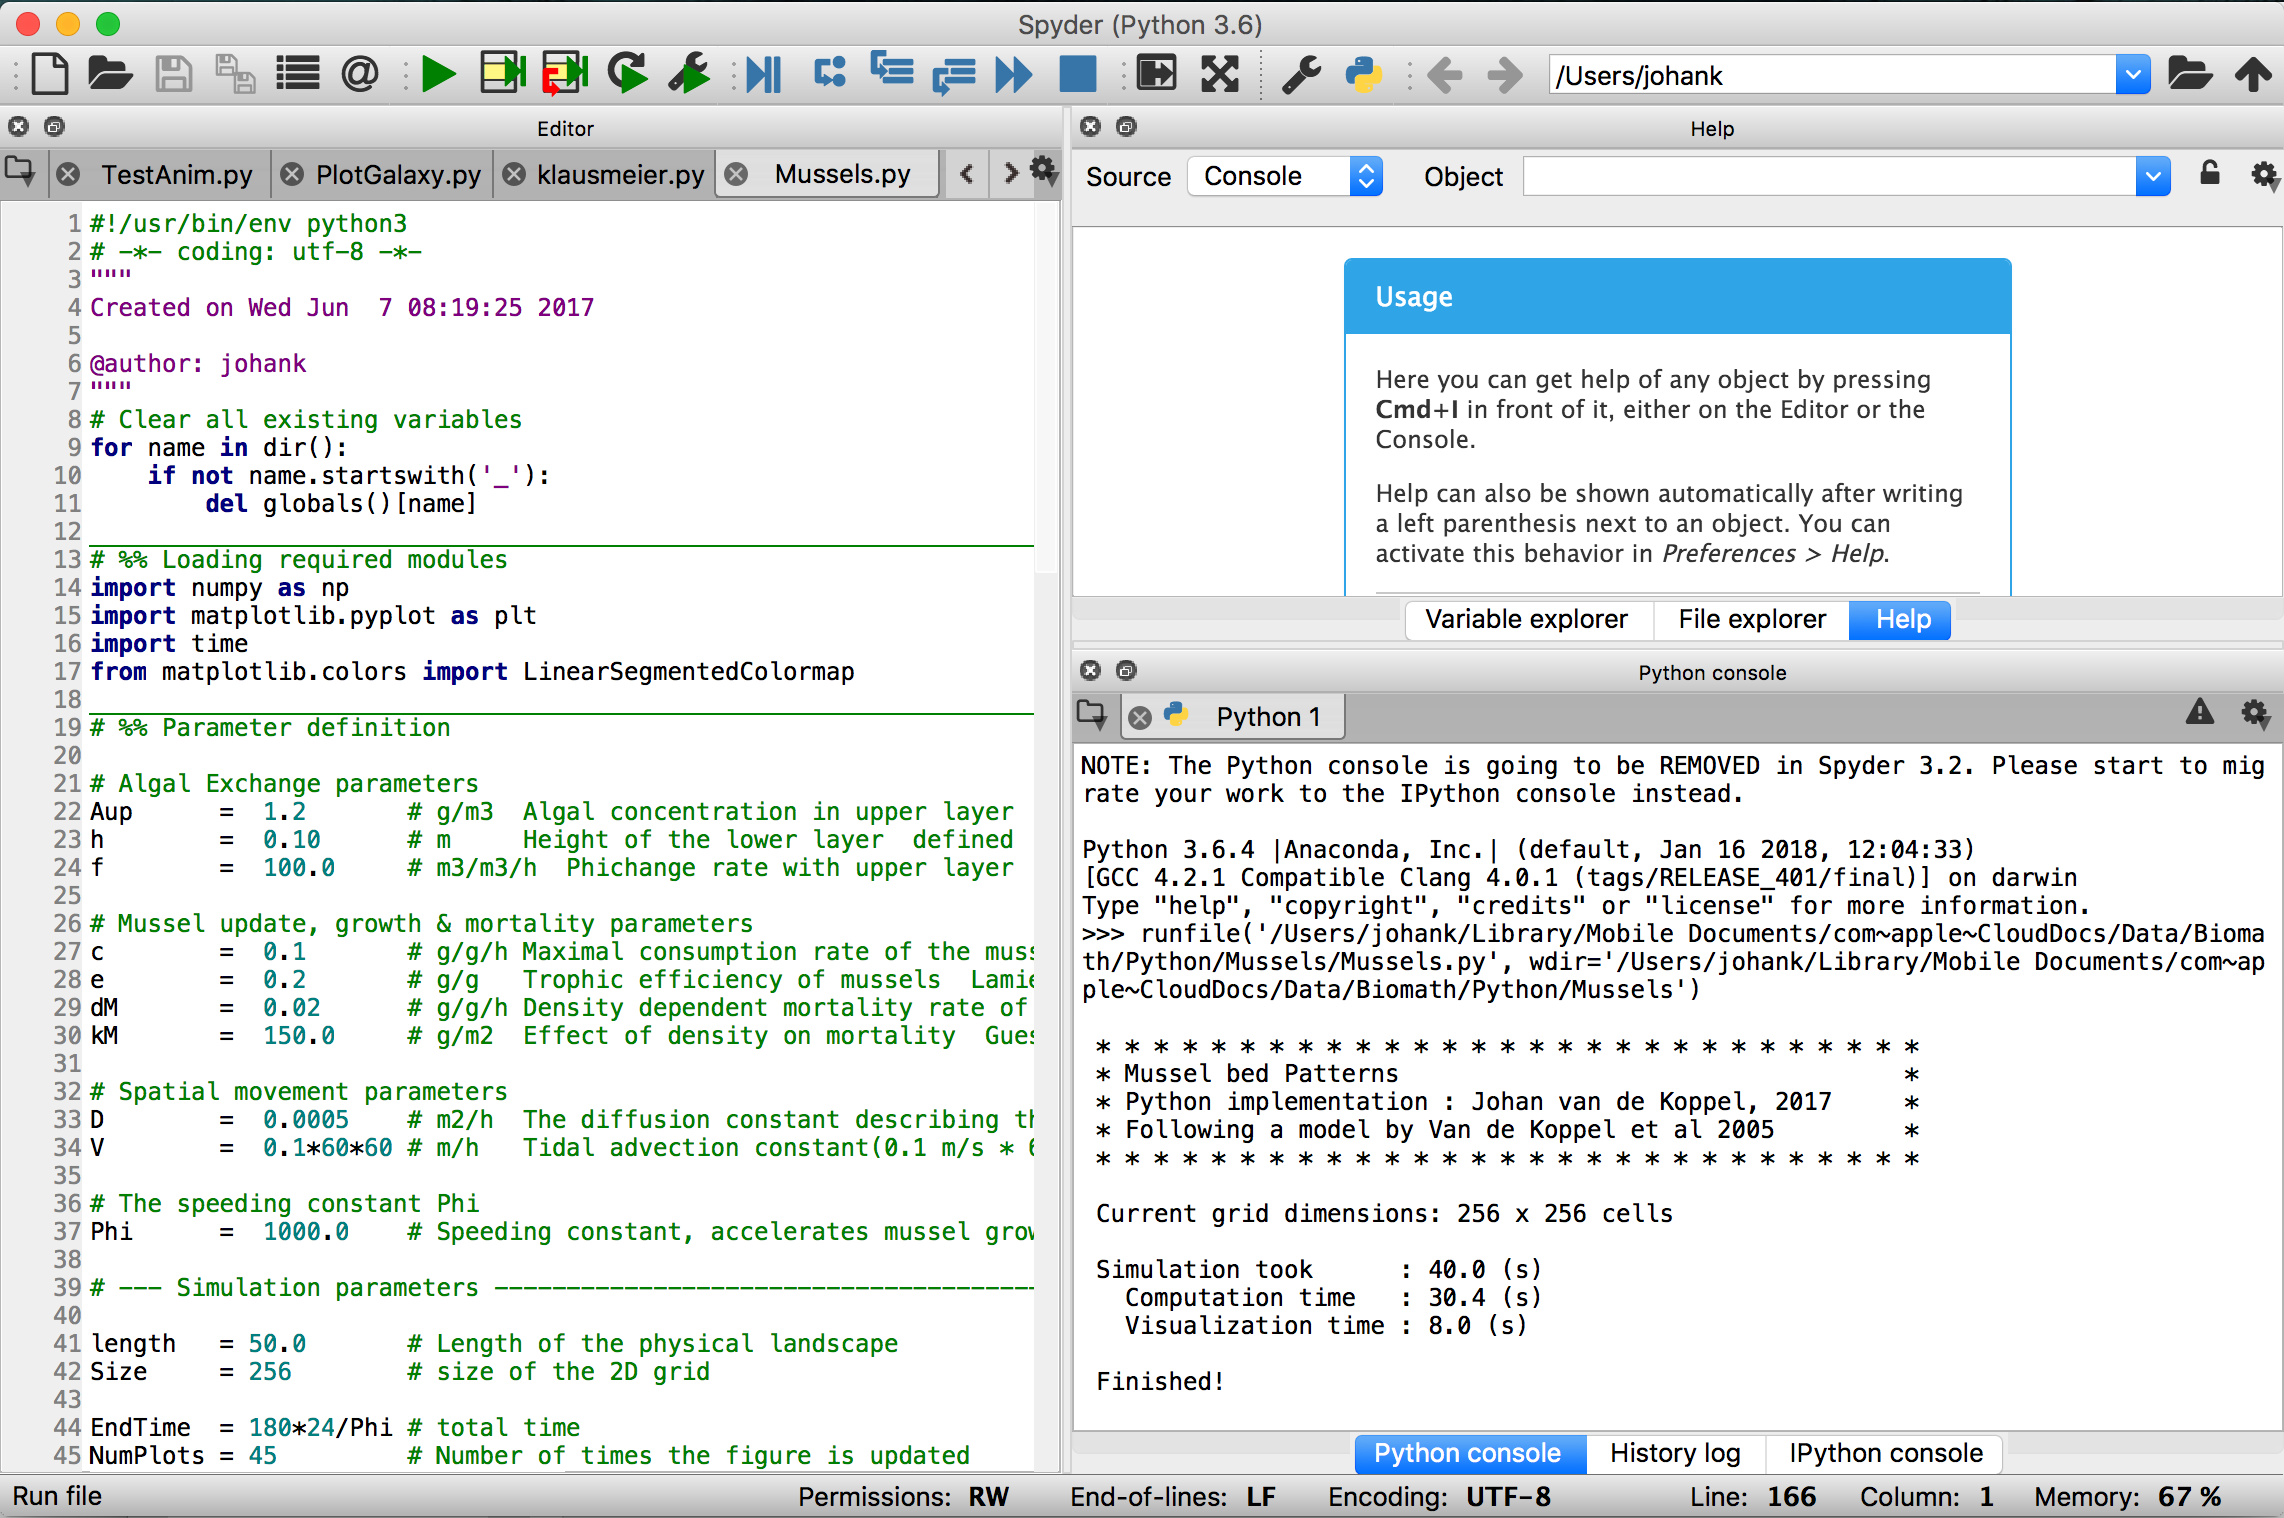 Spyder (Python 3.6)
/Users/johank
Editor
TestAnim.py
PlotGalaxy.py
klausmeier.py
Mussels.py
1 #!/usr/bin/env python3
2 # -*- coding: utf-8 -*-
3 """
4 Created on Wed Jun  7 08:19:25 2017
5
6 @author: johank
7 """
8 # Clear all existing variables
9 for name in dir():
10     if not name.startswith('_'):
11         del globals()[name]
12
13 # %% Loading required modules
14 import numpy as np
15 import matplotlib.pyplot as plt
16 import time
17 from matplotlib.colors import LinearSegmentedColormap
18
19 # %% Parameter definition
20
21 # Algal Exchange parameters
22 Aup      =  1.2       # g/m3  Algal concentration in upper layer
23 h        =  0.10      # m     Height of the lower layer  defined
24 f        =  100.0     # m3/m3/h  Phichange rate with upper layer
25
26 # Mussel update, growth & mortality parameters
27 c        =  0.1       # g/g/h Maximal consumption rate of the muss
28 e        =  0.2       # g/g   Trophic efficiency of mussels  Lamie
29 dM       =  0.02      # g/g/h Density dependent mortality rate of
30 kM       =  150.0     # g/m2  Effect of density on mortality  Gues
31
32 # Spatial movement parameters
33 D        =  0.0005    # m2/h  The diffusion constant describing th
34 V        =  0.1*60*60 # m/h   Tidal advection constant(0.1 m/s * 6
35
36 # The speeding constant Phi
37 Phi      =  1000.0    # Speeding constant, accelerates mussel grow
38
39 # --- Simulation parameters -------------------------------------
40
41 length   = 50.0       # Length of the physical landscape
42 Size     = 256        # size of the 2D grid
43
44 EndTime  = 180*24/Phi # total time
45 NumPlots = 45         # Number of times the figure is updated
Help
Source Console Object
Usage
Here you can get help of any object by pressing
Cmd+I in front of it, either on the Editor or the
Console.
Help can also be shown automatically after writing
a left parenthesis next to an object. You can
activate this behavior in Preferences > Help.
Variable explorer File explorer Help
Python console
Python 1
NOTE: The Python console is going to be REMOVED in Spyder 3.2. Please start to mig
rate your work to the IPython console instead.
Python 3.6.4 |Anaconda, Inc.| (default, Jan 16 2018, 12:04:33)
[GCC 4.2.1 Compatible Clang 4.0.1 (tags/RELEASE_401/final)] on darwin
Type "help", "copyright", "credits" or "license" for more information.
>>> runfile('/Users/johank/Library/Mobile Documents/com~apple~CloudDocs/Data/Bioma
th/Python/Mussels/Mussels.py', wdir='/Users/johank/Library/Mobile Documents/com~ap
ple~CloudDocs/Data/Biomath/Python/Mussels')
* * * * * * * * * * * * * * * * * * * * * * * * * * * * *
* Mussel bed Patterns                                   *
* Python implementation : Johan van de Koppel, 2017     *
* Following a model by Van de Koppel et al 2005         *
* * * * * * * * * * * * * * * * * * * * * * * * * * * * *
Current grid dimensions: 256 x 256 cells
Simulation took      : 40.0 (s)
  Computation time   : 30.4 (s)
  Visualization time : 8.0 (s)
Finished!
Python console History log IPython console
Run file Permissions: RW End-of-lines: LF Encoding: UTF-8 Line: 166 Column: 1 Memory: 67 %